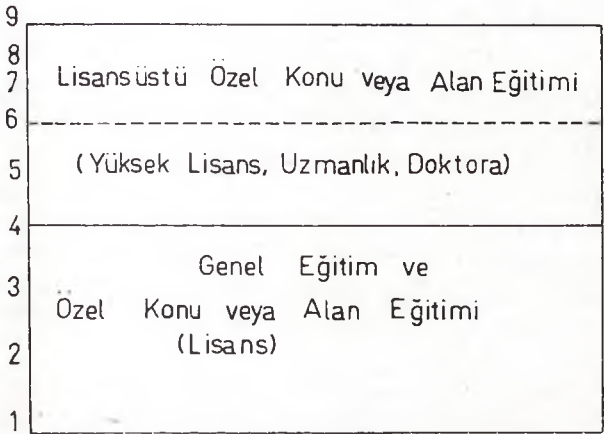 9
8
7 Lisansüstü Özel Konu veya Alan Eğitimi
6
5 (Yüksek Lisans, Uzmanlık, Doktora)
4
Genel Eğitim ve
3
Özel Konu veya Alan Eğitimi
(Lisans)
2
1